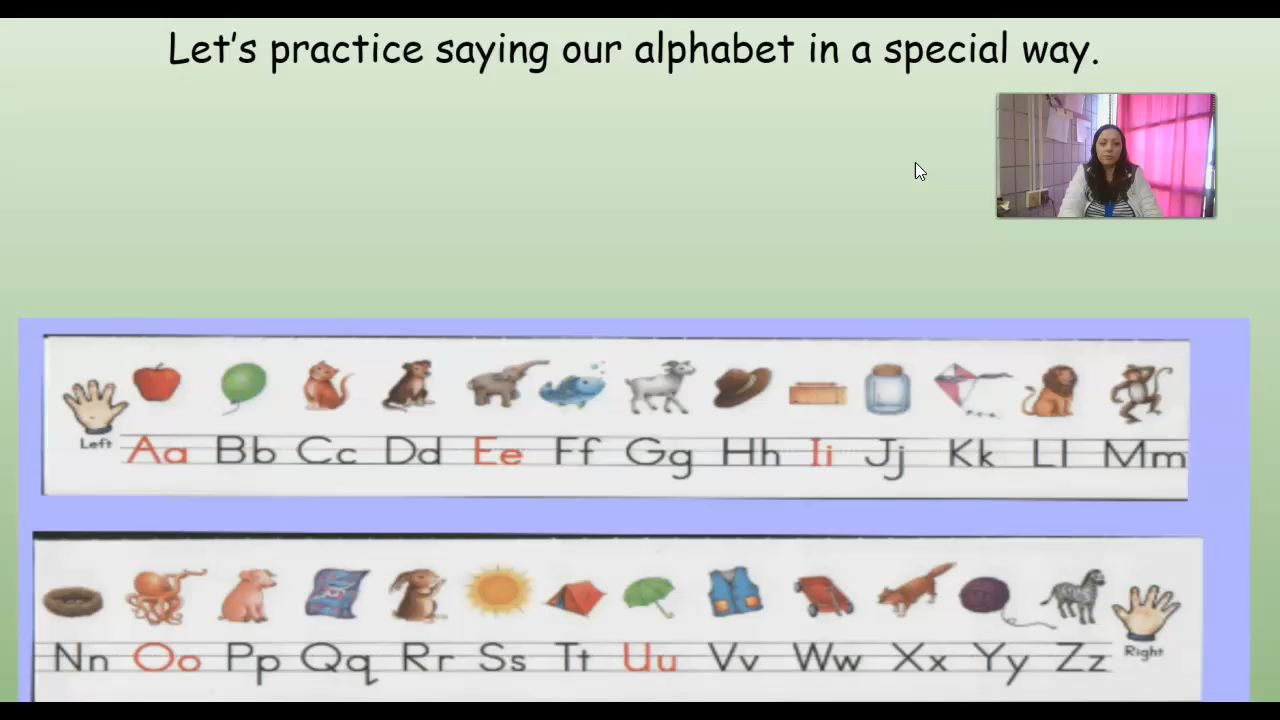 Let's practice saying our alphabet in a special way.
Left Aa Bb Cc Dd Ee Ff Gg Hh Ii Jj Kk Ll Mm
Nn Oo Pp Qq Rr Ss Tt Uu Vv Ww Xx Yy Zz Right